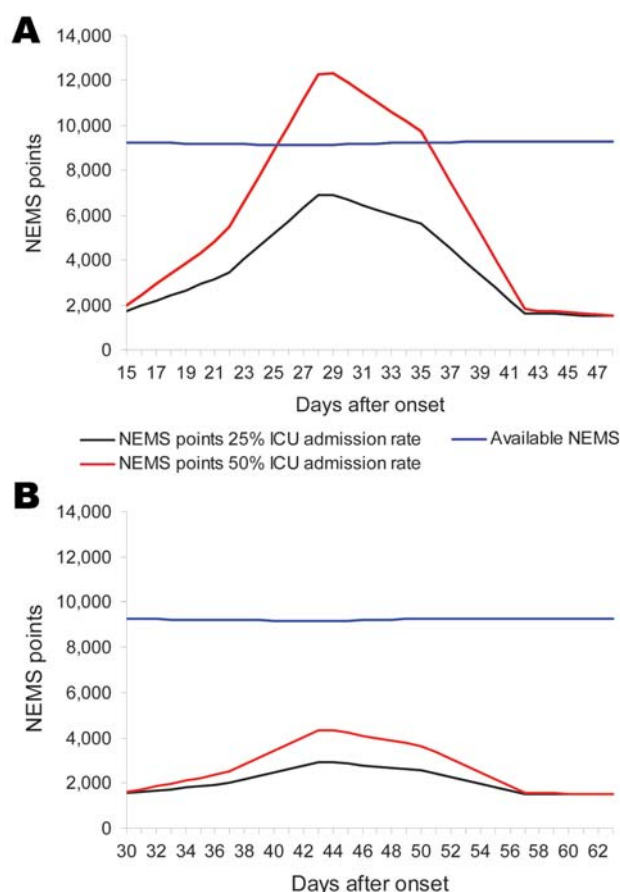 A
14,000
12,000
10,000
8,000
6,000
4,000
2,000
0
NEMS points
15 17 19 21 23 25 27 29 31 33 35 37 39 41 43 45 47
Days after onset
NEMS points 25% ICU admission rate Available NEMS
NEMS points 50% ICU admission rate
B
14,000
12,000
10,000
8,000
6,000
4,000
2,000
0
NEMS points
30 32 34 36 38 40 42 44 46 48 50 52 54 56 58 60 62
Days after onset